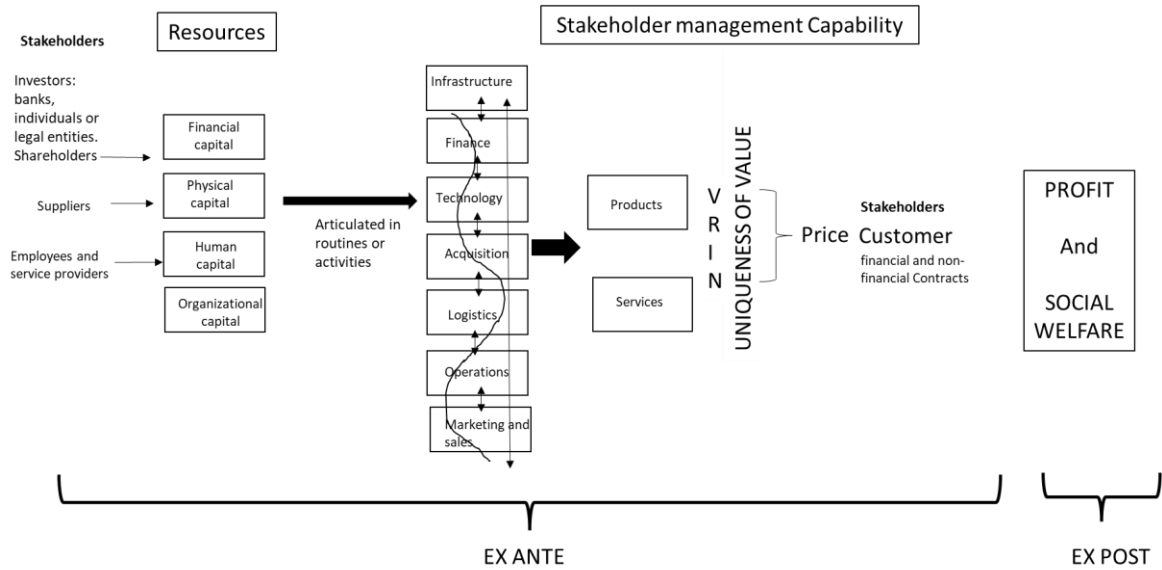 Stakeholders
Resources
Stakeholder management Capability
Investors:
banks,
individuals or
legal entities.
Shareholders
Suppliers
Employees and
service providers
Financial
capital
Physical
capital
Human
capital
Organizational
capital
Articulated in
routines or
activities
Infrastructure
Finance
Technology
Acquisition
Logistics
Operations
Marketing and
sales
Products
Services
V
R
I
N
UNIQUENESS OF VALUE
Price
Stakeholders
Customer
financial and non-
financial Contracts
PROFIT
And
SOCIAL
WELFARE
EX ANTE
EX POST